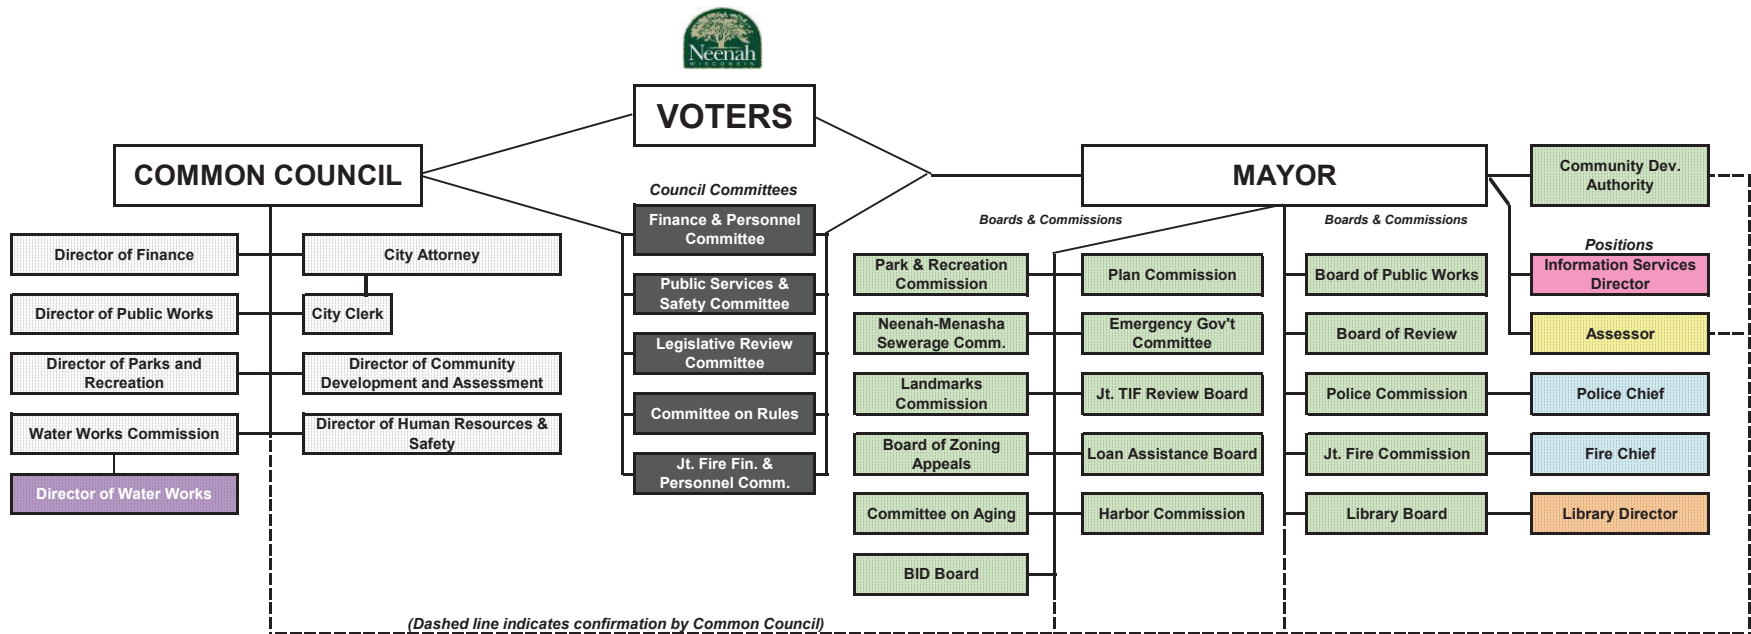 Neenah
WISCONSIN
VOTERS
COMMON COUNCIL
MAYOR
Community Dev.
Authority
Council Committees
Finance & Personnel
Committee
Public Services &
Safety Committee
Legislative Review
Committee
Committee on Rules
Jt. Fire Fin. &
Personnel Comm.
Director of Finance
City Attorney
Director of Public Works
City Clerk
Director of Parks and
Recreation
Director of Community
Development and Assessment
Water Works Commission
Director of Human Resources &
Safety
Director of Water Works
Boards & Commissions
Park & Recreation
Commission
Plan Commission
Neenah-Menasha
Sewerage Comm.
Emergency Gov't
Committee
Landmarks
Commission
Jt. TIF Review Board
Board of Zoning
Appeals
Loan Assistance Board
Committee on Aging
Harbor Commission
BID Board
Boards & Commissions
Board of Public Works
Board of Review
Police Commission
Jt. Fire Commission
Library Board
Positions
Information Services
Director
Assessor
Police Chief
Fire Chief
Library Director
(Dashed line indicates confirmation by Common Council)